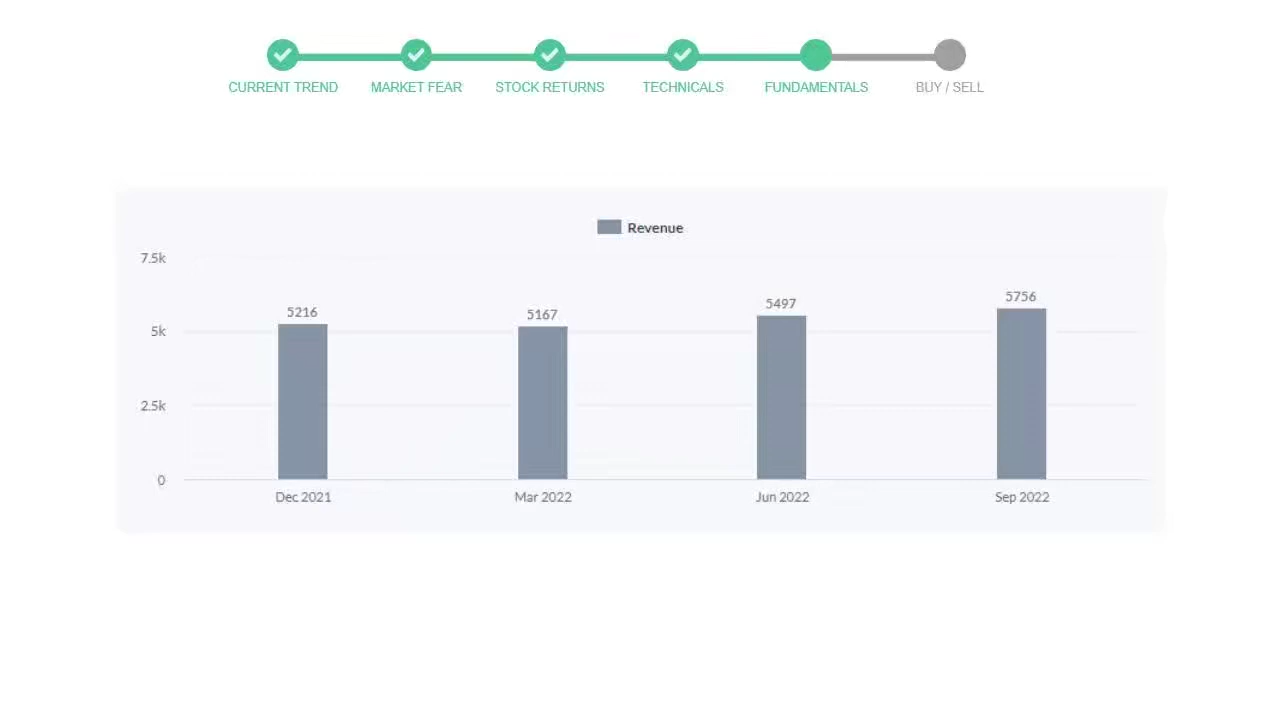 CURRENT TREND MARKET FEAR STOCK RETURNS TECHNICALS FUNDAMENTALS BUY / SELL
Revenue
7.5k
5216 5167 5497 5756
5k
2.5k
0
Dec 2021 Mar 2022 Jun 2022 Sep 2022